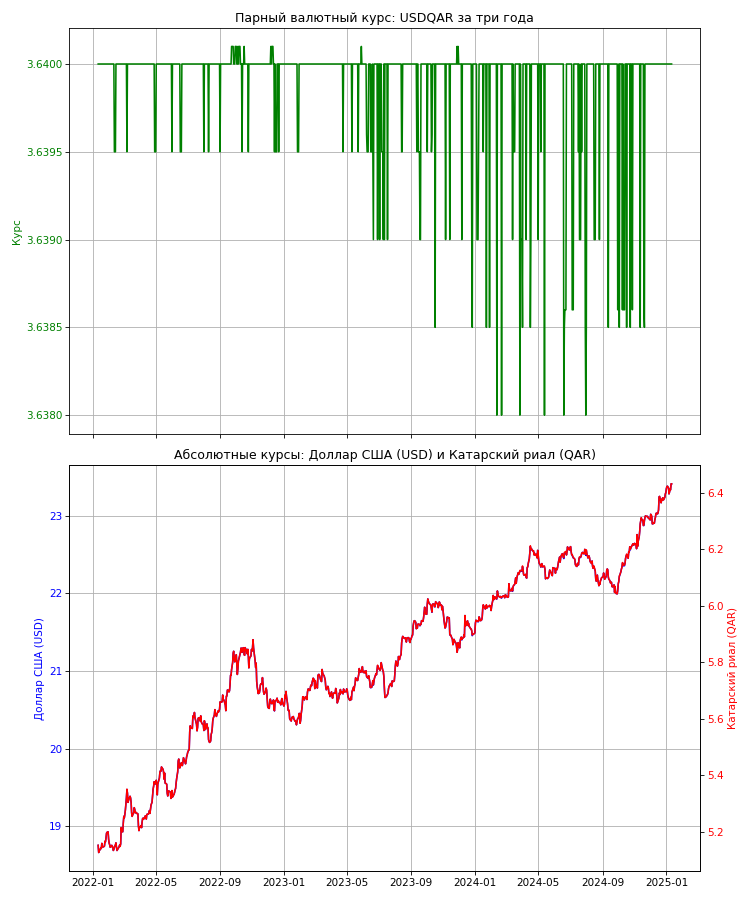 Парный валютный курс: USDQAR за три года
3.6400
3.6395
3.6390
3.6385
3.6380
Курс
Абсолютные курсы: Доллар США (USD) и Катарский риал (QAR)
23
22
21
20
19
Доллар США (USD)
6.4
6.2
6.0
5.8
5.6
5.4
5.2
Катарский риал (QAR)
2022-01 2022-05 2022-09 2023-01 2023-05 2023-09 2024-01 2024-05 2024-09 2025-01